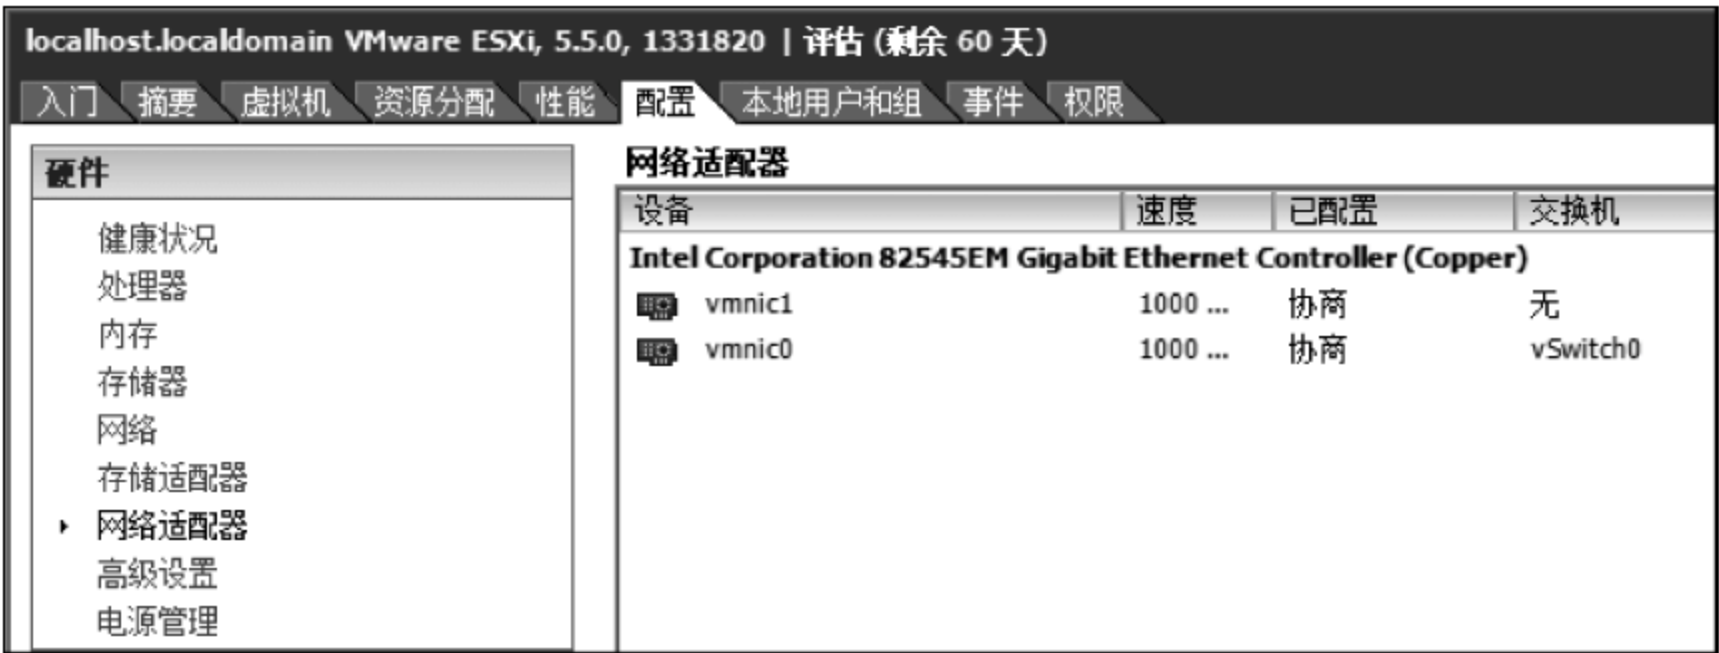 localhost.localdomain VMware ESXi, 5.5.0, 1331820 | 评估 (剩余 60 天)
入门 摘要 虚拟机 资源分配 性能 配置 本地用户和组 事件 权限
硬件
健康状况
处理器
内存
存储器
网络
存储适配器
网络适配器
高级设置
电源管理
网络适配器
设备 速度 已配置 交换机
Intel Corporation 82545EM Gigabit Ethernet Controller (Copper)
vmnic1 1000 ... 协商 无
vmnic0 1000 ... 协商 vSwitch0